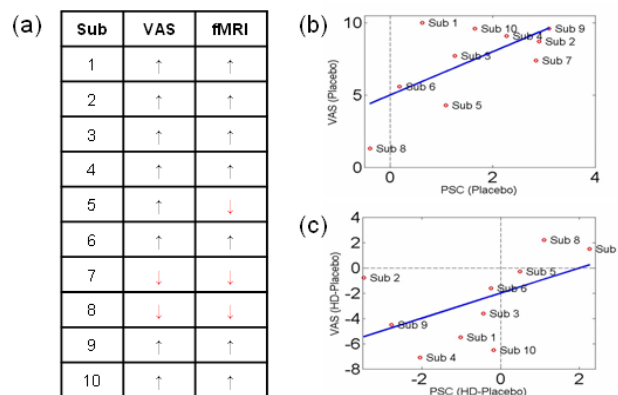 (a)
Sub VAS fMRI
1 ↑ ↑
2 ↑ ↑
3 ↑ ↑
4 ↑ ↑
5 ↑ ↓
6 ↑ ↑
7 ↓ ↓
8 ↓ ↓
9 ↑ ↑
10 ↑ ↑
(b)
10
5
0
VAS (Placebo)
Sub 1
Sub 10
Sub 9
Sub 4
Sub 2
Sub 3
Sub 7
Sub 6
Sub 5
Sub 8
0 2 4
PSC (Placebo)
(c)
4
2
0
-2
-4
-6
-8
VAS (HD-Placebo)
Sub 8
Sub
Sub 2
Sub 5
Sub 6
Sub 3
Sub 9
Sub 1
Sub 10
Sub 4
-2 0 2
PSC (HD-Placebo)